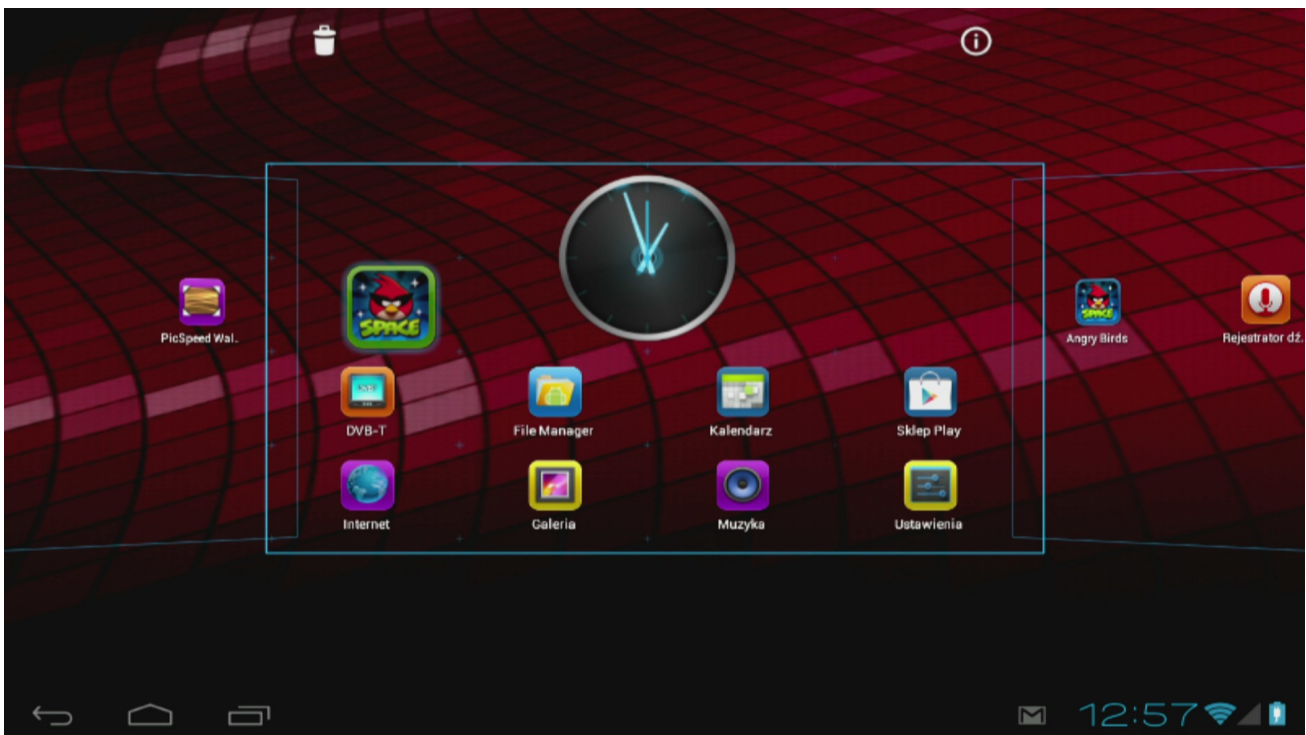 PicSpeed Wal.
SPACE
SPACE
Angry Birds
Rejestrator dź.
DVB-T
File Manager
Kalendarz
Sklep Play
Internet
Galeria
Muzyka
Ustawienia
12:57